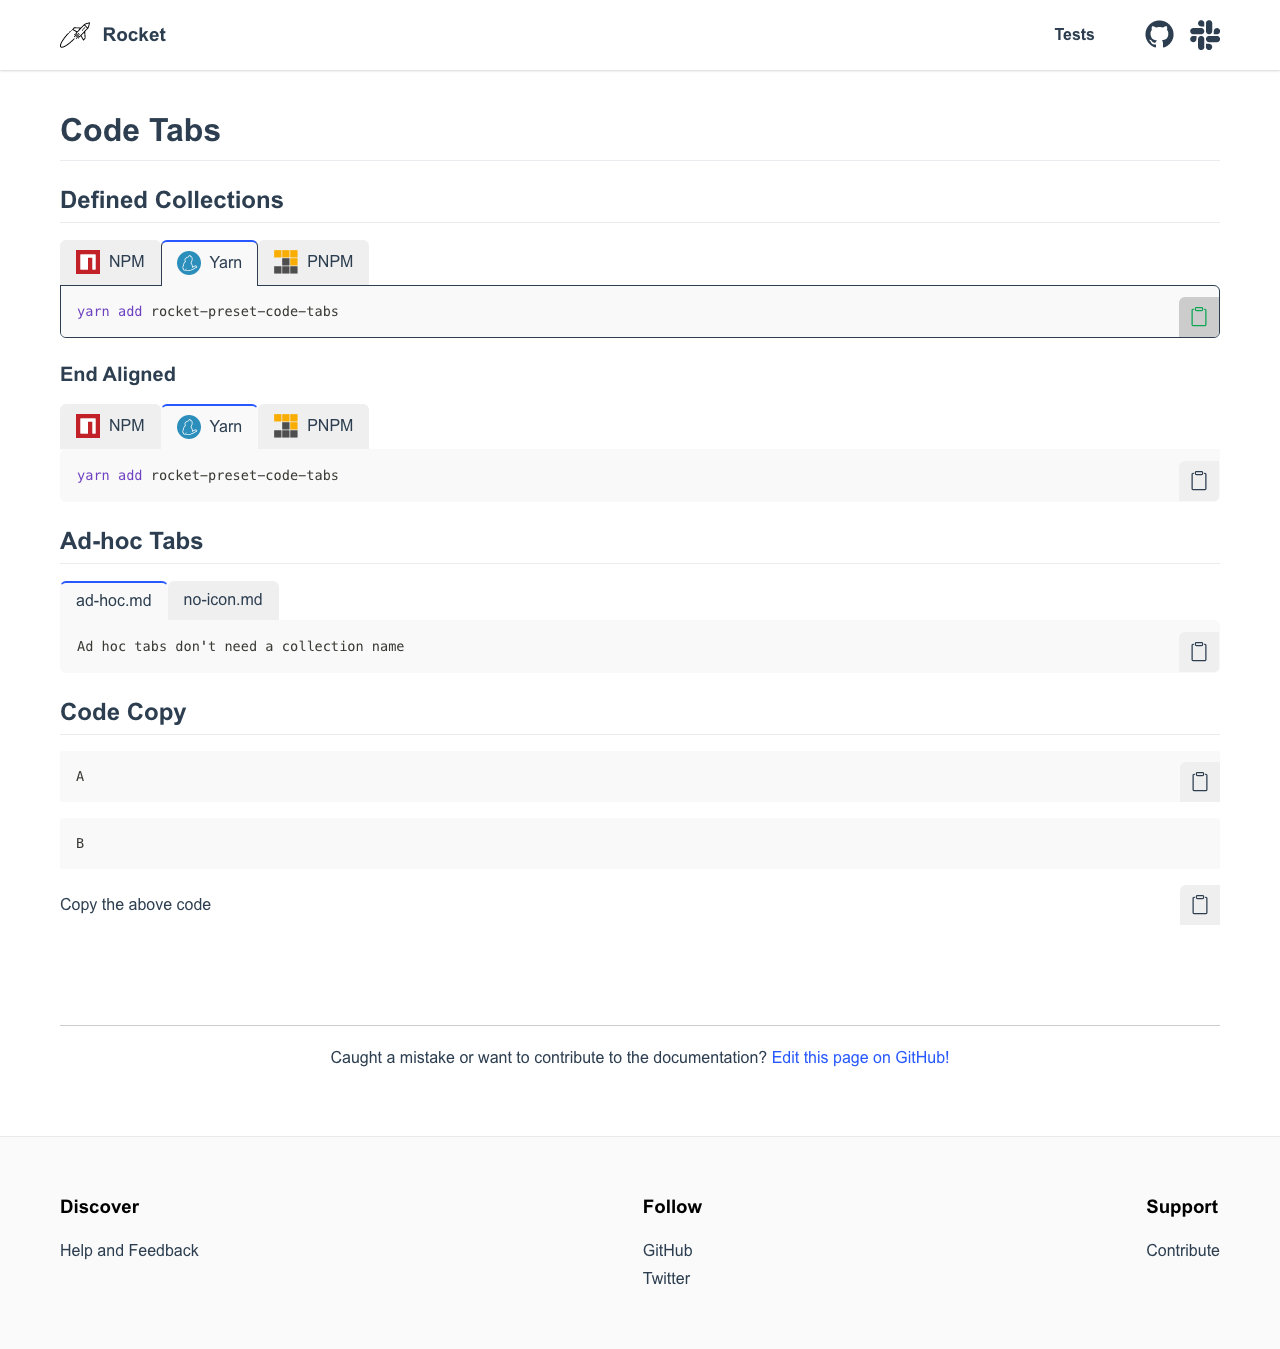 Rocket
Tests
Code Tabs
Defined Collections
NPM
Yarn
PNPM
yarn add rocket-preset-code-tabs
End Aligned
NPM
Yarn
PNPM
yarn add rocket-preset-code-tabs
Ad-hoc Tabs
ad-hoc.md
no-icon.md
Ad hoc tabs don't need a collection name
Code Copy
A
B
Copy the above code
Caught a mistake or want to contribute to the documentation? Edit this page on GitHub!
Discover
Help and Feedback
Follow
GitHub
Twitter
Support
Contribute